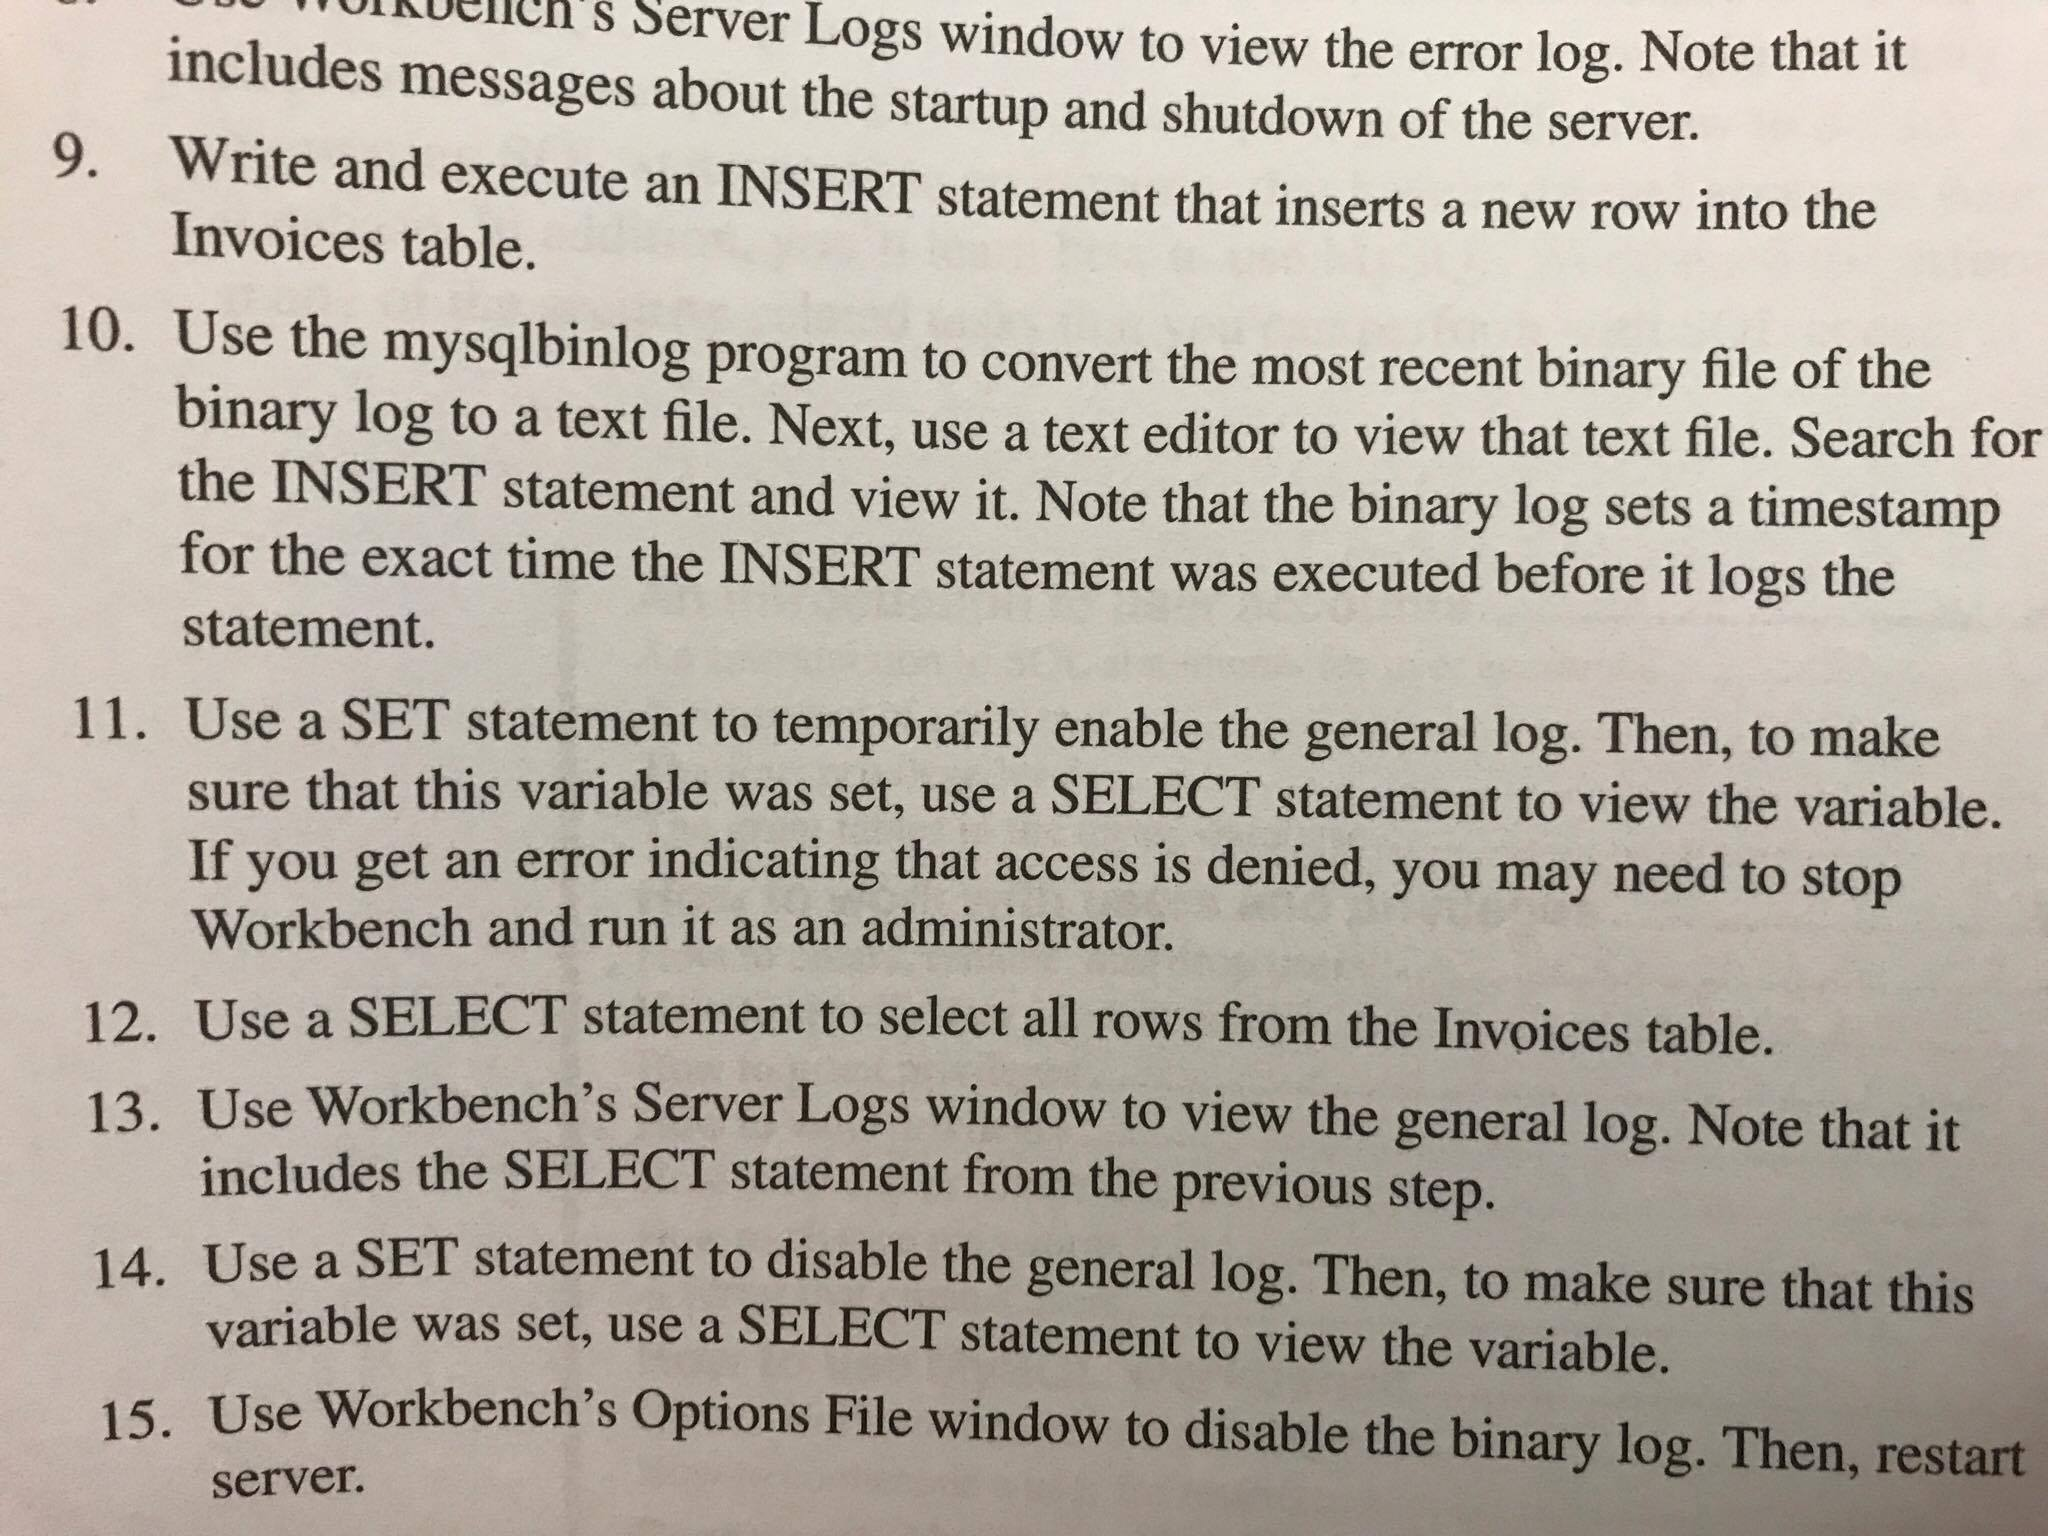 Workbench's Server Logs window to view the error log. Note that it
includes messages about the startup and shutdown of the server.
9. Write and execute an INSERT statement that inserts a new row into the
Invoices table.
10. Use the mysqlbinlog program to convert the most recent binary file of the
binary log to a text file. Next, use a text editor to view that text file. Search for
the INSERT statement and view it. Note that the binary log sets a timestamp
for the exact time the INSERT statement was executed before it logs the
statement.
11. Use a SET statement to temporarily enable the general log. Then, to make
sure that this variable was set, use a SELECT statement to view the variable.
If you get an error indicating that access is denied, you may need to stop
Workbench and run it as an administrator.
12. Use a SELECT statement to select all rows from the Invoices table.
13. Use Workbench's Server Logs window to view the general log. Note that it
includes the SELECT statement from the previous step.
14. Use a SET statement to disable the general log. Then, to make sure that this
variable was set, use a SELECT statement to view the variable.
15. Use Workbench's Options File window to disable the binary log. Then, restart
server.